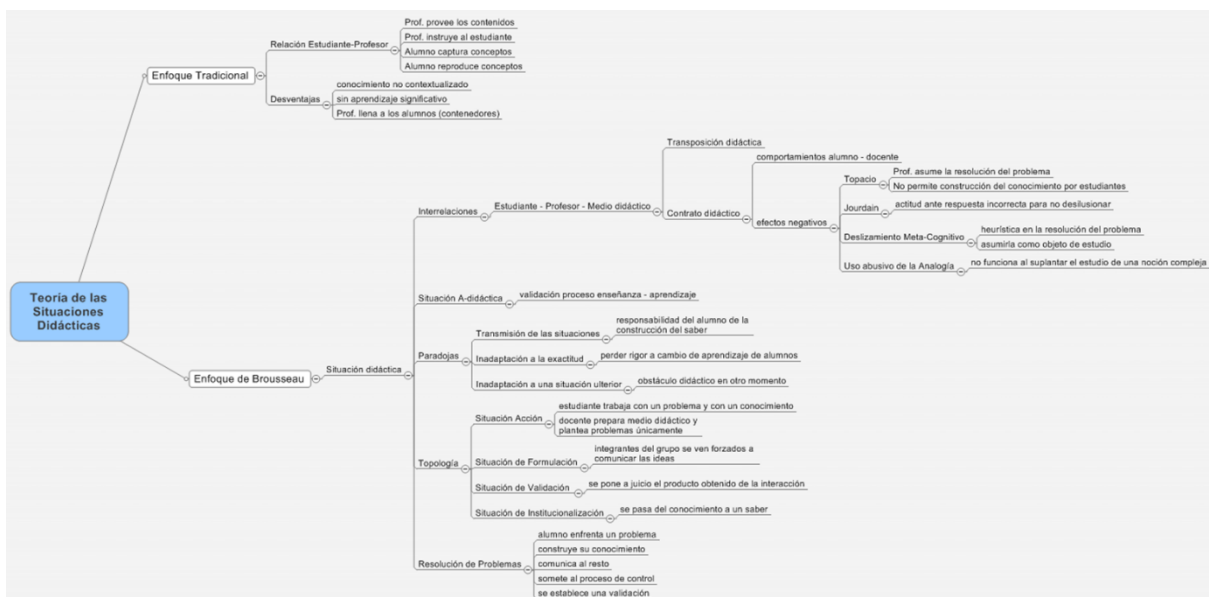 Teoría de las
Situaciones
Didácticas
Enfoque Tradicional
Relación Estudiante-Profesor
Prof. provee los contenidos
Prof. instruye al estudiante
Alumno captura conceptos
Alumno reproduce conceptos
Desventajas
conocimiento no contextualizado
sin aprendizaje significativo
Prof. llena a los alumnos (contenedores)
Enfoque de Brousseau
Situación didáctica
Interrelaciones
Estudiante - Profesor - Medio didáctico
Transposición didáctica
Contrato didáctico
comportamientos alumno - docente
efectos negativos
Topacio
Prof. asume la resolución del problema
No permite construcción del conocimiento por estudiantes
Jourdain
actitud ante respuesta incorrecta para no desilusionar
Deslizamiento Meta-Cognitivo
heurística en la resolución del problema
asumirla como objeto de estudio
Uso abusivo de la Analogía
no funciona al suplantar el estudio de una noción compleja
Situación A-didáctica
validación proceso enseñanza - aprendizaje
Paradojas
Transmisión de las situaciones
responsabilidad del alumno de la
construcción del saber
Inadaptación a la exactitud
perder rigor a cambio de aprendizaje de alumnos
Inadaptación a una situación ulterior
obstáculo didáctico en otro momento
Topología
Situación Acción
estudiante trabaja con un problema y con un conocimiento
docente prepara medio didáctico y
plantea problemas únicamente
Situación de Formulación
integrantes del grupo se ven forzados a
comunicar las ideas
Situación de Validación
se pone a juicio el producto obtenido de la interacción
Situación de Institucionalización
se pasa del conocimiento a un saber
Resolución de Problemas
alumno enfrenta un problema
construye su conocimiento
comunica al resto
somete al proceso de control
se establece una validación